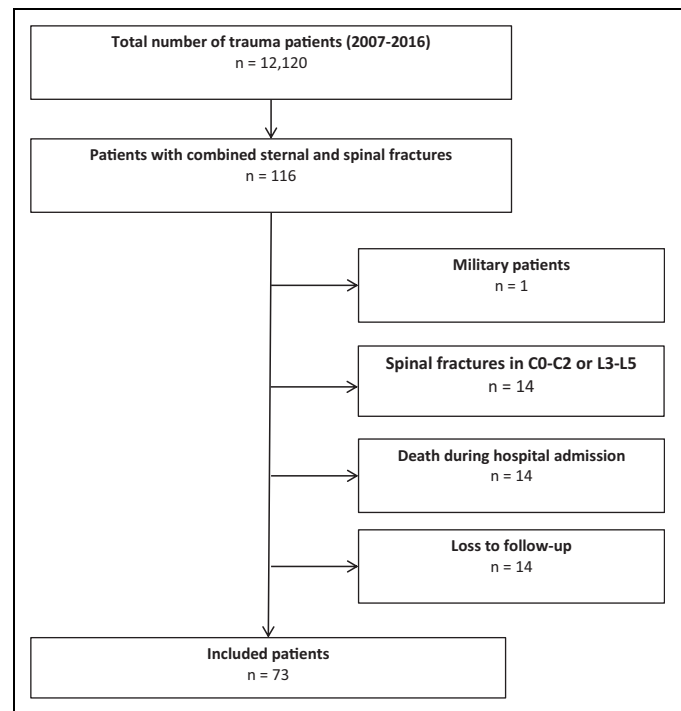 Total number of trauma patients (2007-2016)
n = 12,120
Patients with combined sternal and spinal fractures
n = 116
Military patients
n = 1
Spinal fractures in C0-C2 or L3-L5
n = 14
Death during hospital admission
n = 14
Loss to follow-up
n = 14
Included patients
n = 73